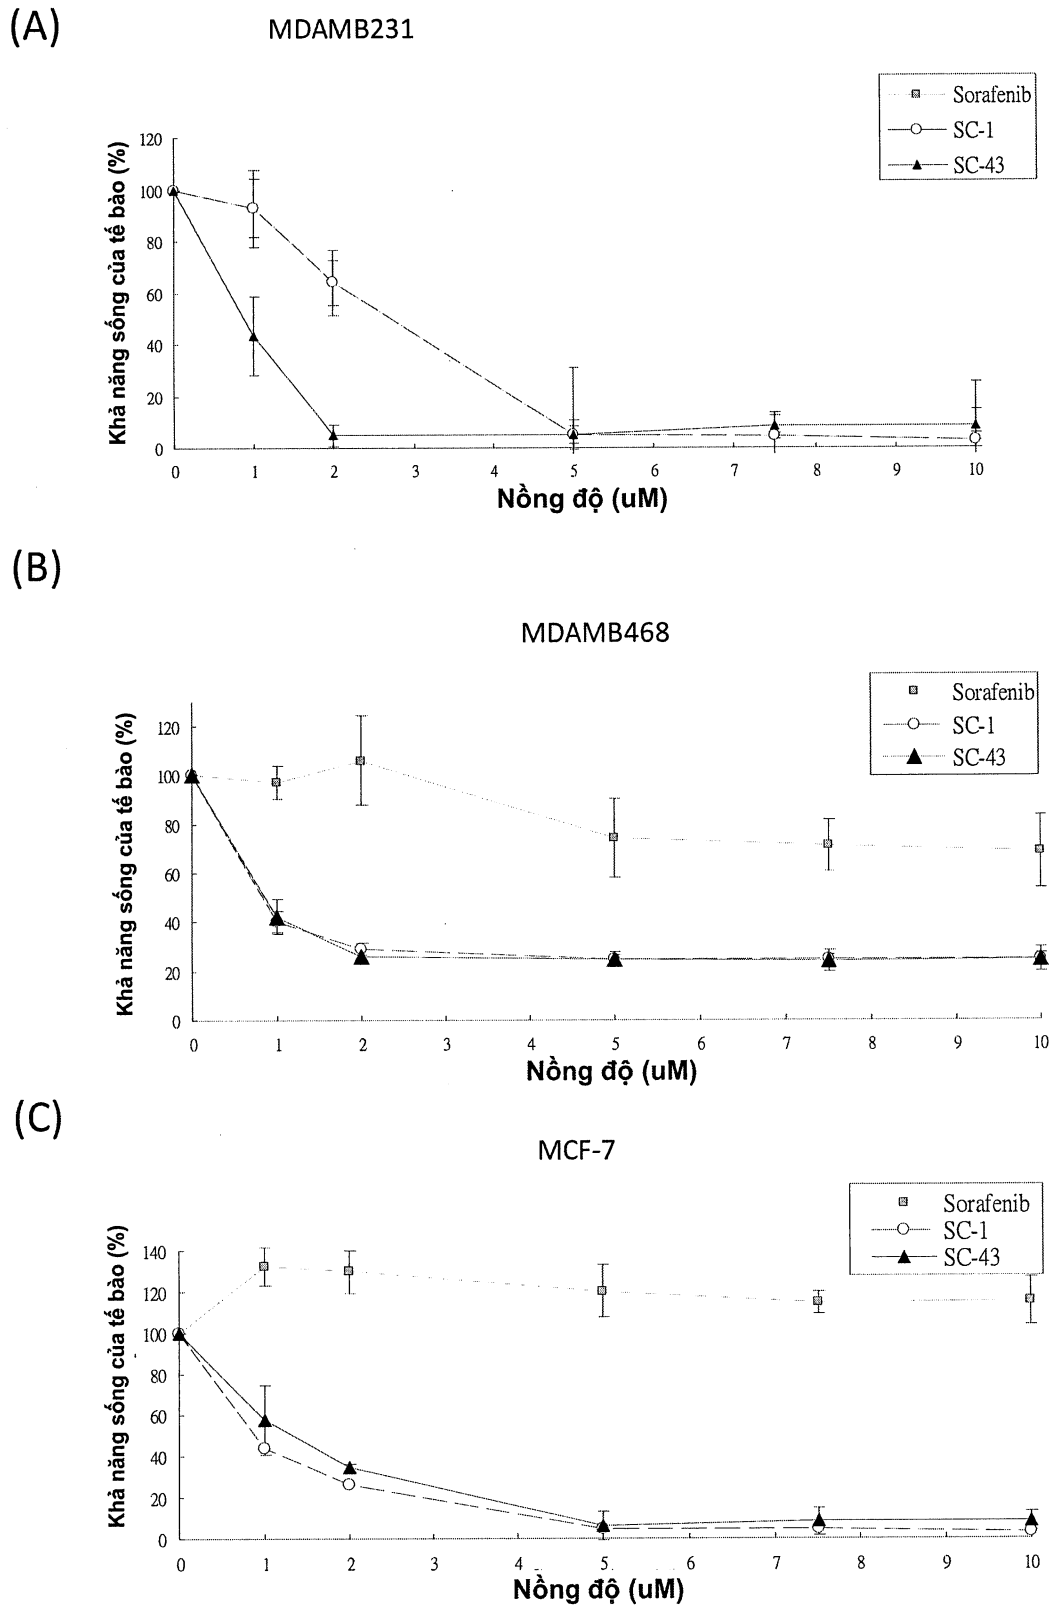 (A)
MDAMB231
Sorafenib
SC-1
SC-43
Khả năng sống của tế bào (%)
120
100
80
60
40
20
0
0 1 2 3 4 5 6 7 8 9 10
Nồng độ (uM)
(B)
MDAMB468
Sorafenib
SC-1
SC-43
Khả năng sống của tế bào (%)
120
100
80
60
40
20
0
0 1 2 3 4 5 6 7 8 9 10
Nồng độ (uM)
(C)
MCF-7
Sorafenib
SC-1
SC-43
Khả năng sống của tế bào (%)
140
120
100
80
60
40
20
0
0 1 2 3 4 5 6 7 8 9 10
Nồng độ (uM)